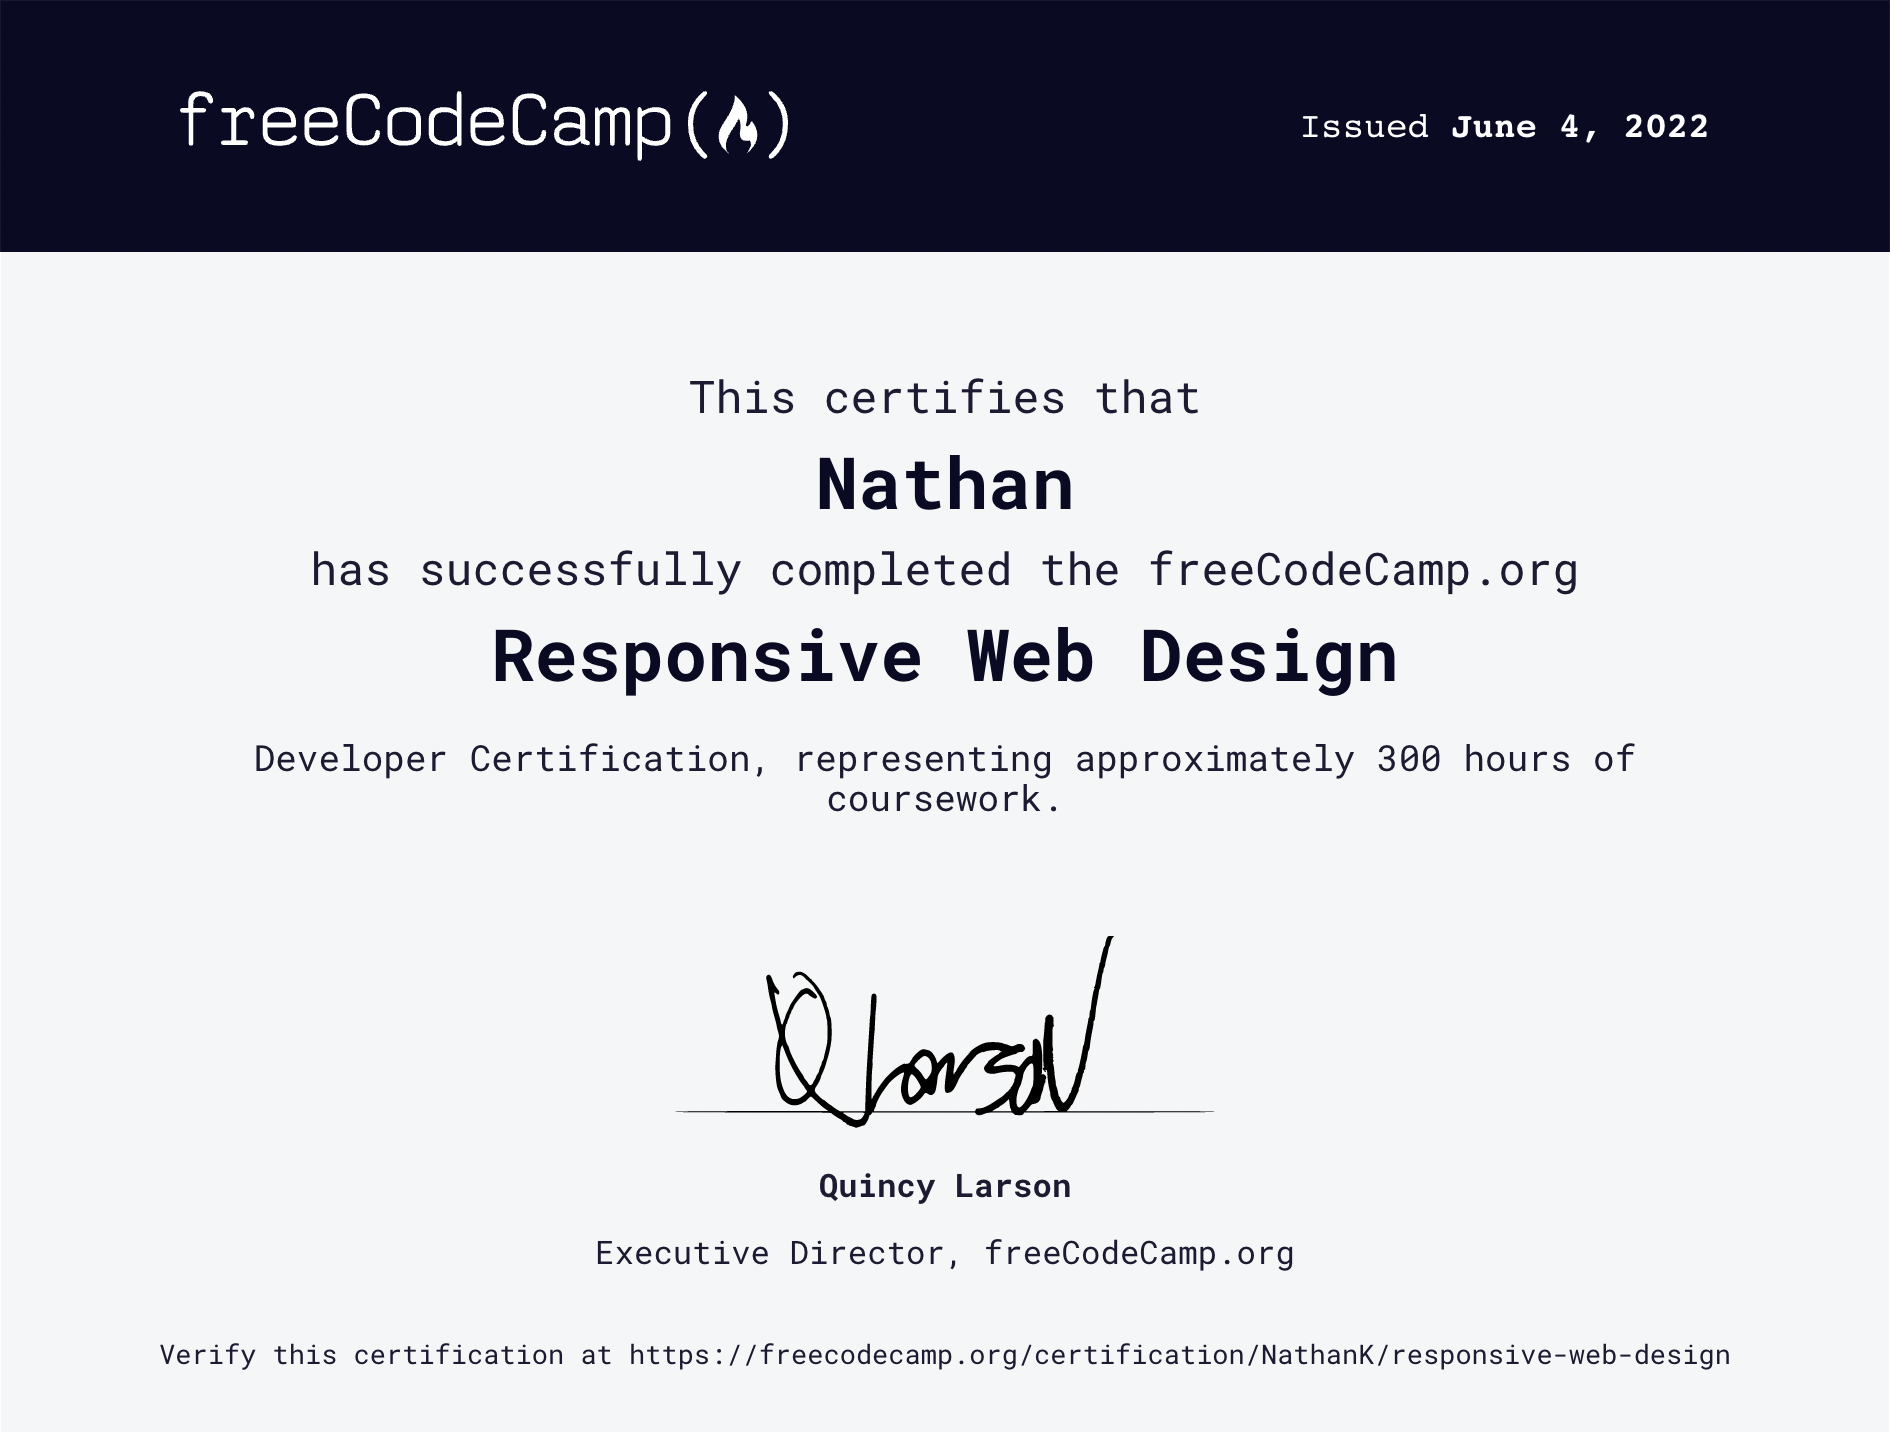 freeCodeCamp(🔥)
Issued June 4, 2022
This certifies that
Nathan
has successfully completed the freeCodeCamp.org
Responsive Web Design
Developer Certification, representing approximately 300 hours of
coursework.
Q Larson
Quincy Larson
Executive Director, freeCodeCamp.org
Verify this certification at https://freecodecamp.org/certification/NathanK/responsive-web-design